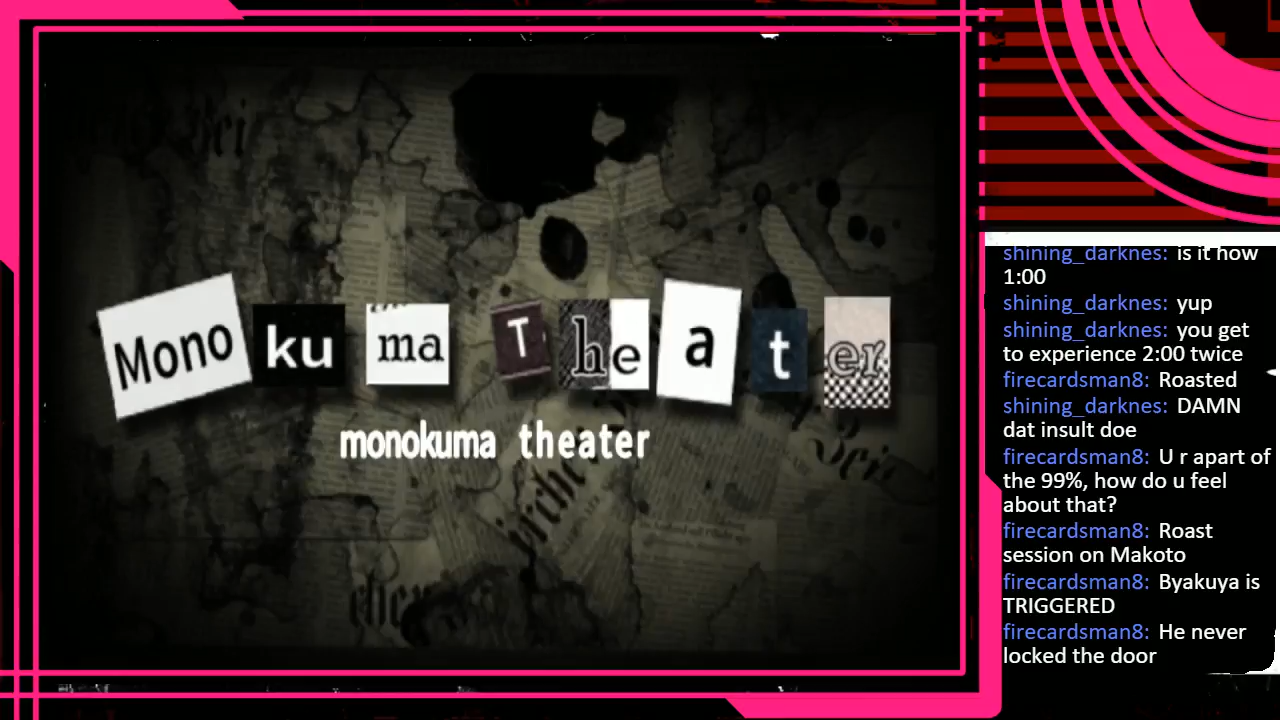 Mono ku ma T h e a t er
monokuma theater
shining_darknes: is it how
1:00
shining_darknes: yup
shining_darknes: you get
to experience 2:00 twice
firecardsman8: Roasted
shining_darknes: DAMN
dat insult doe
firecardsman8: U r apart of
the 99%, how do u feel
about that?
firecardsman8: Roast
session on Makoto
firecardsman8: Byakuya is
TRIGGERED
firecardsman8: He never
locked the door